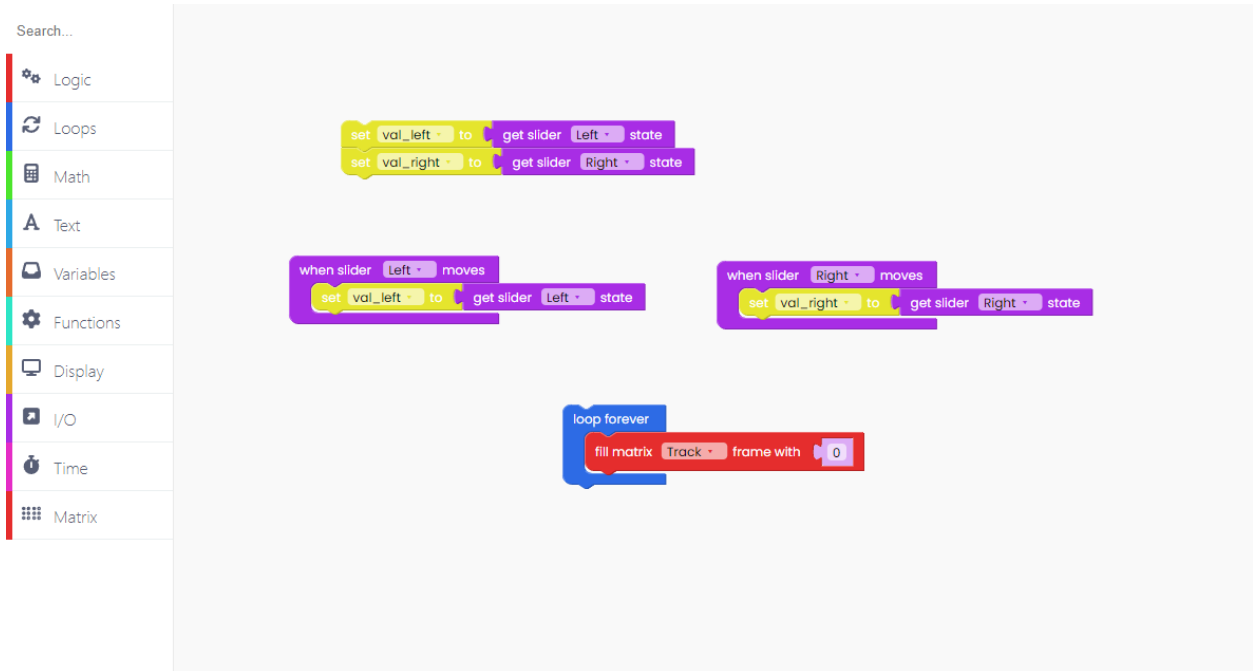 Search...
Logic
Loops
Math
Text
Variables
Functions
Display
I/O
Time
Matrix
set val_left to get slider Left state
set val_right to get slider Right state
when slider Left moves
set val_left to get slider Left state
when slider Right moves
set val_right to get slider Right state
loop forever
fill matrix Track frame with 0